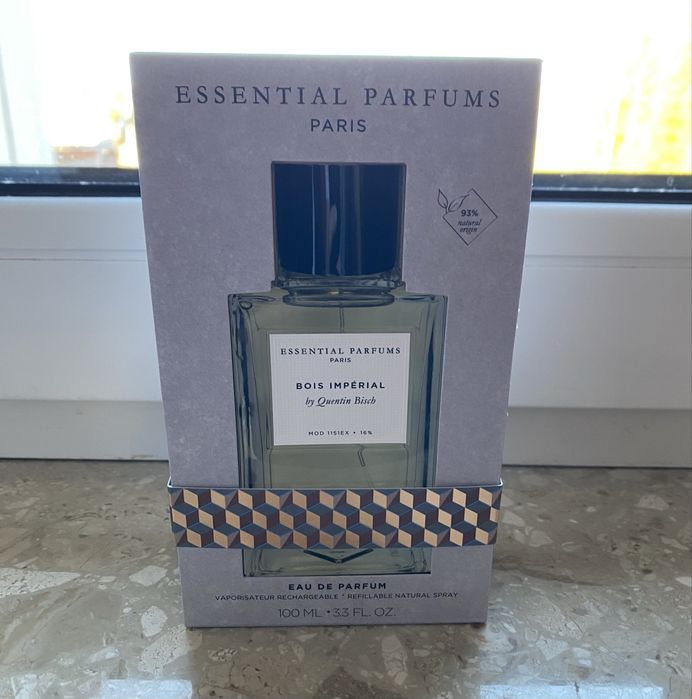 ESSENTIAL PARFUMS
PARIS
93%
natural
origin
ESSENTIAL PARFUMS
PARIS
BOIS IMPÉRIAL
by Quentin Bisch
MOD 11S1EX • 16%
EAU DE PARFUM
VAPORISATEUR RECHARGEABLE * REFILLABLE NATURAL SPRAY
100 ML • 3.3 FL. OZ.